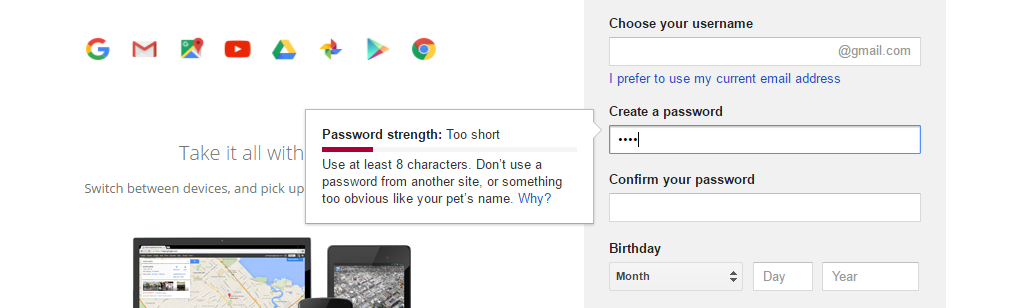 Choose your username
@gmail.com
I prefer to use my current email address
Create a password
••••
Password strength: Too short
Use at least 8 characters. Don't use a
password from another site, or something
too obvious like your pet's name. Why?
Take it all with
Switch between devices, and pick up
Confirm your password
Birthday
Month
Day
Year